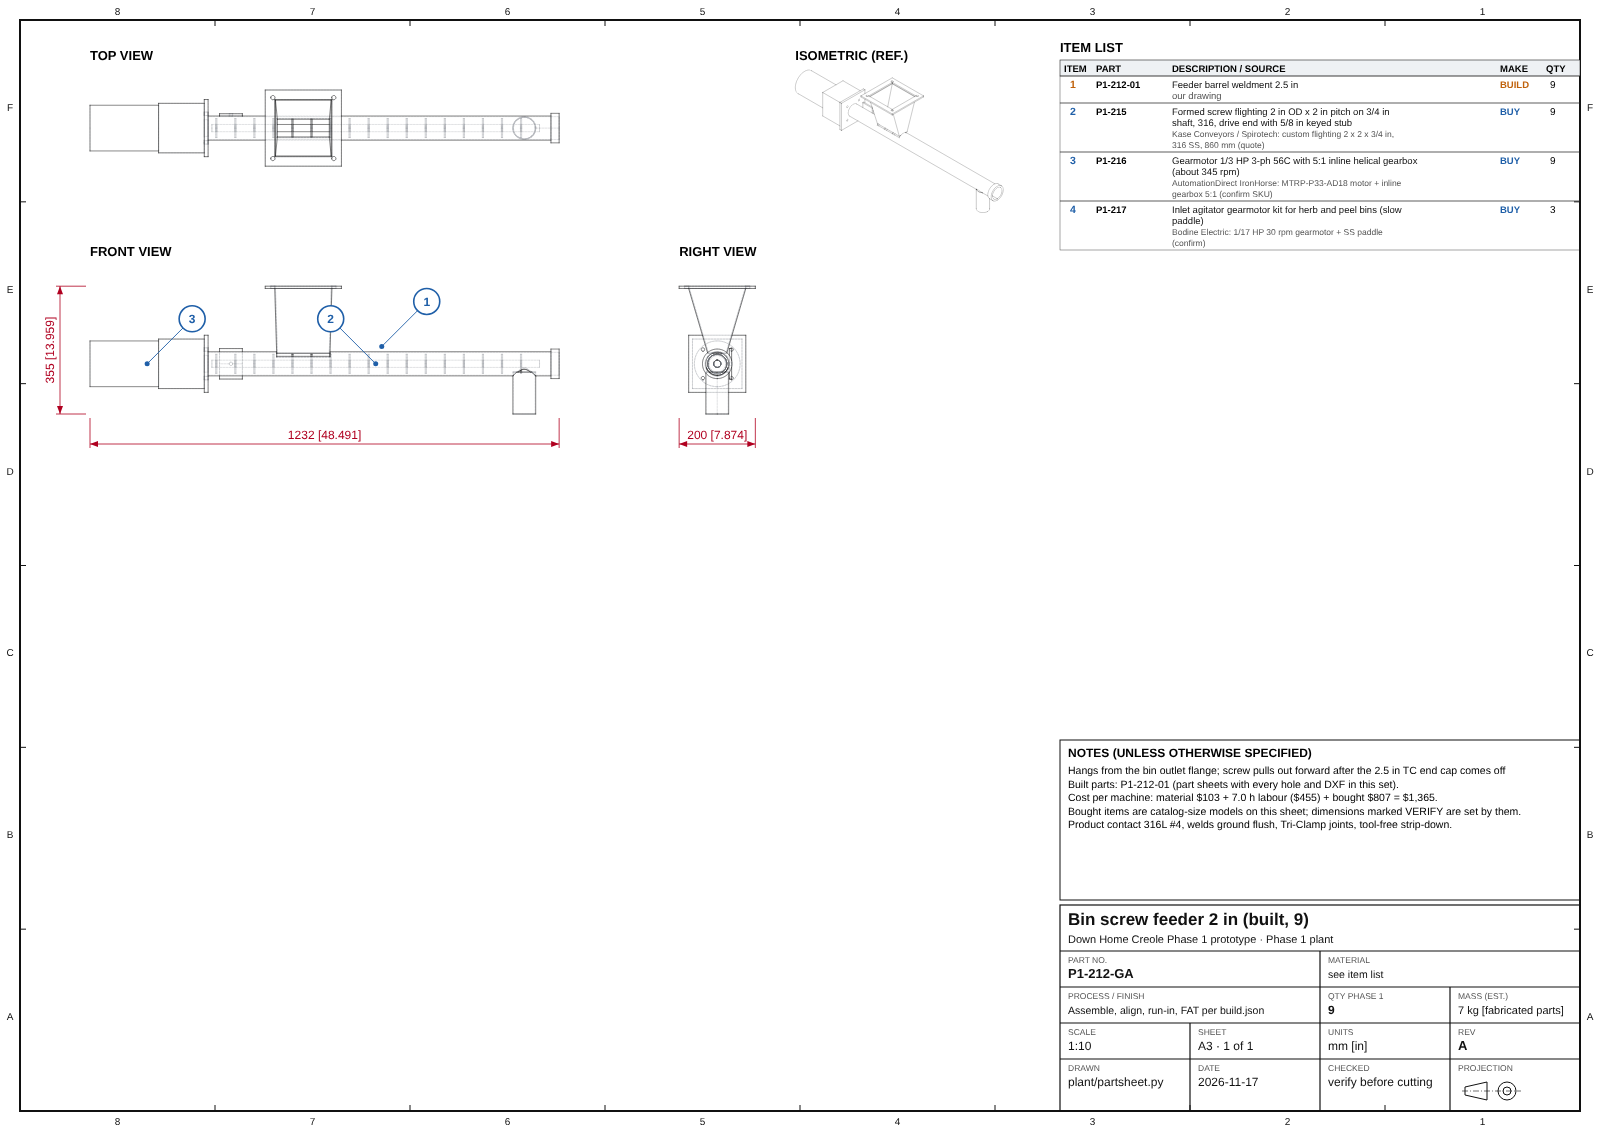 8 7 6 5 4 3 2 1
TOP VIEW
ISOMETRIC (REF.)
ITEM LIST
ITEM PART DESCRIPTION / SOURCE MAKE QTY
1 P1-212-01 Feeder barrel weldment 2.5 in BUILD 9
our drawing
2 P1-215 Formed screw flighting 2 in OD x 2 in pitch on 3/4 in BUY 9
shaft, 316, drive end with 5/8 in keyed stub
Kase Conveyors / Spirotech: custom flighting 2 x 2 x 3/4 in,
316 SS, 860 mm (quote)
3 P1-216 Gearmotor 1/3 HP 3-ph 56C with 5:1 inline helical gearbox BUY 9
(about 345 rpm)
AutomationDirect IronHorse: MTRP-P33-AD18 motor + inline
gearbox 5:1 (confirm SKU)
4 P1-217 Inlet agitator gearmotor kit for herb and peel bins (slow BUY 3
paddle)
Bodine Electric: 1/17 HP 30 rpm gearmotor + SS paddle
(confirm)
F F
FRONT VIEW
RIGHT VIEW
E E
3
2
1
355 [13.959]
1232 [48.491]
200 [7.874]
D D
C C
NOTES (UNLESS OTHERWISE SPECIFIED)
Hangs from the bin outlet flange; screw pulls out forward after the 2.5 in TC end cap comes off
Built parts: P1-212-01 (part sheets with every hole and DXF in this set).
Cost per machine: material $103 + 7.0 h labour ($455) + bought $807 = $1,365.
Bought items are catalog-size models on this sheet; dimensions marked VERIFY are set by them.
Product contact 316L #4, welds ground flush, Tri-Clamp joints, tool-free strip-down.
B B
Bin screw feeder 2 in (built, 9)
Down Home Creole Phase 1 prototype · Phase 1 plant
PART NO. MATERIAL
P1-212-GA see item list
PROCESS / FINISH QTY PHASE 1 MASS (EST.)
Assemble, align, run-in, FAT per build.json 9 7 kg [fabricated parts]
A A
SCALE SHEET UNITS REV
1:10 A3 · 1 of 1 mm [in] A
DRAWN DATE CHECKED PROJECTION
plant/partsheet.py 2026-11-17 verify before cutting
8 7 6 5 4 3 2 1